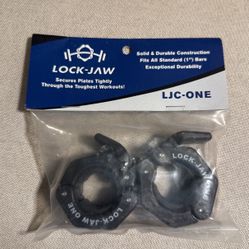 LOCK-JAW
Secures Plates Tightly
Through the Toughest Workouts!
Solid & Durable Construction
Fits All Standard (1") Bars
Exceptional Durability
LJC-ONE
LOCK-JAW ONE
LOCK-JAW ONE